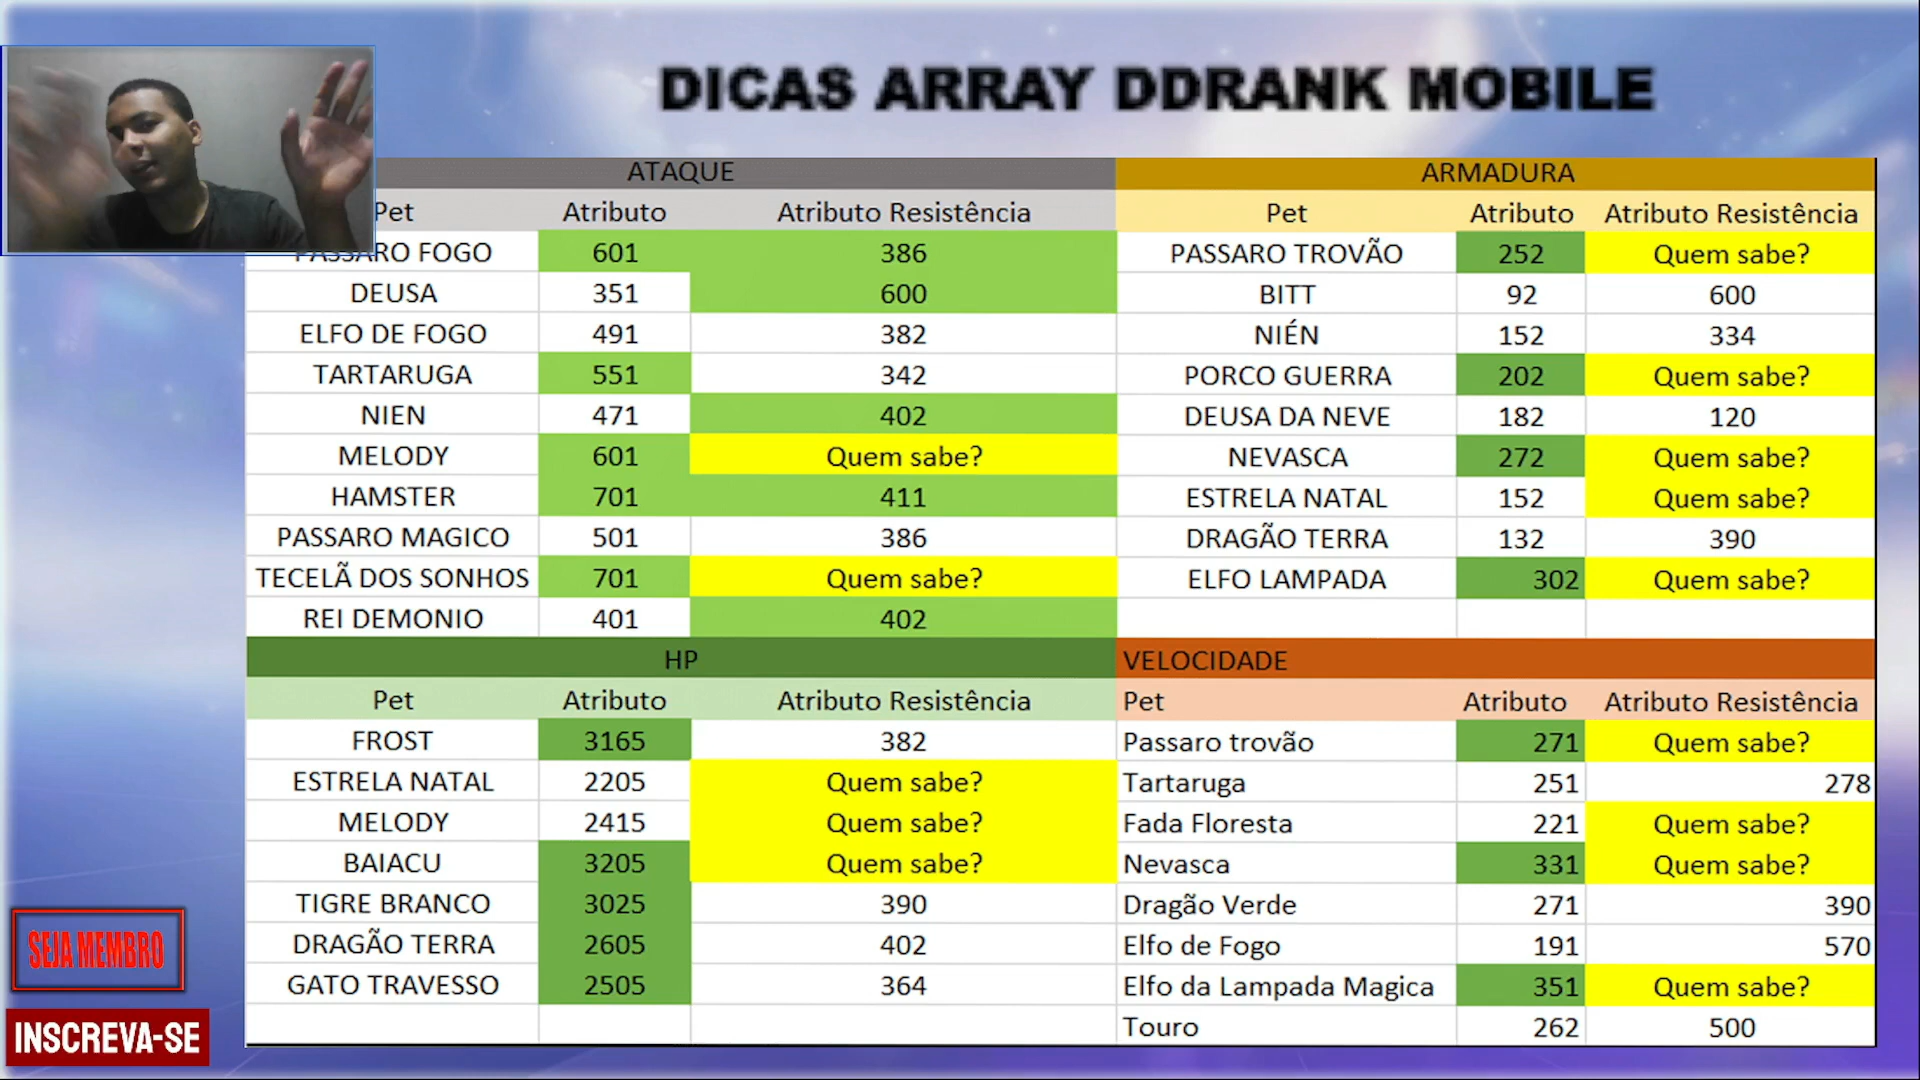 DICAS ARRAY DDRANK MOBILE
ATAQUE
Pet Atributo Atributo Resistência
PASSARO FOGO 601 386
DEUSA 351 600
ELFO DE FOGO 491 382
TARTARUGA 551 342
NIEN 471 402
MELODY 601 Quem sabe?
HAMSTER 701 411
PASSARO MAGICO 501 386
TECELÃ DOS SONHOS 701 Quem sabe?
REI DEMONIO 401 402
ARMADURA
Pet Atributo Atributo Resistência
PASSARO TROVÃO 252 Quem sabe?
BITT 92 600
NIÉN 152 334
PORCO GUERRA 202 Quem sabe?
DEUSA DA NEVE 182 120
NEVASCA 272 Quem sabe?
ESTRELA NATAL 152 Quem sabe?
DRAGÃO TERRA 132 390
ELFO LAMPADA 302 Quem sabe?
HP
Pet Atributo Atributo Resistência
FROST 3165 382
ESTRELA NATAL 2205 Quem sabe?
MELODY 2415 Quem sabe?
BAIACU 3205 Quem sabe?
TIGRE BRANCO 3025 390
DRAGÃO TERRA 2605 402
GATO TRAVESSO 2505 364
VELOCIDADE
Pet Atributo Atributo Resistência
Passaro trovão 271 Quem sabe?
Tartaruga 251 278
Fada Floresta 221 Quem sabe?
Nevasca 331 Quem sabe?
Dragão Verde 271 390
Elfo de Fogo 191 570
Elfo da Lampada Magica 351 Quem sabe?
Touro 262 500
SEJA MEMBRO
INSCREVA-SE